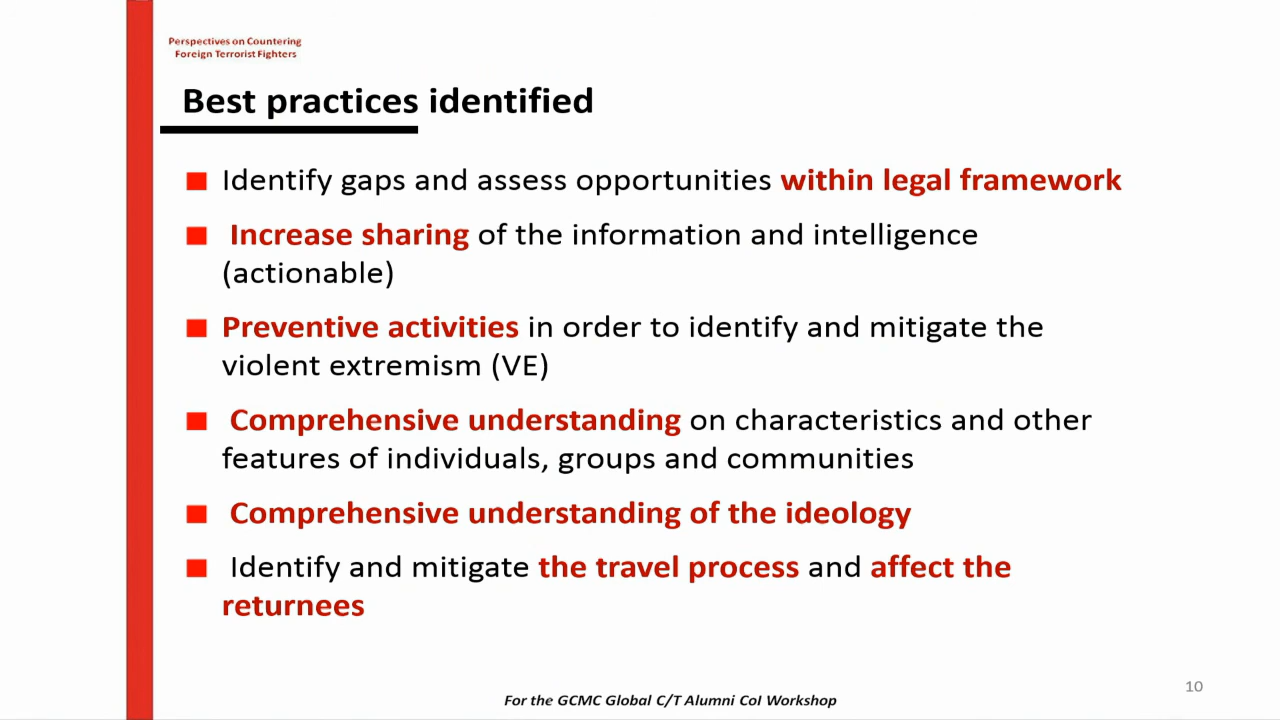 Perspectives on Countering
Foreign Terrorist Fighters
Best practices identified
Identify gaps and assess opportunities within legal framework
Increase sharing of the information and intelligence
(actionable)
Preventive activities in order to identify and mitigate the
violent extremism (VE)
Comprehensive understanding on characteristics and other
features of individuals, groups and communities
Comprehensive understanding of the ideology
Identify and mitigate the travel process and affect the
returnees
10
For the GCMC Global C/T Alumni CoI Workshop